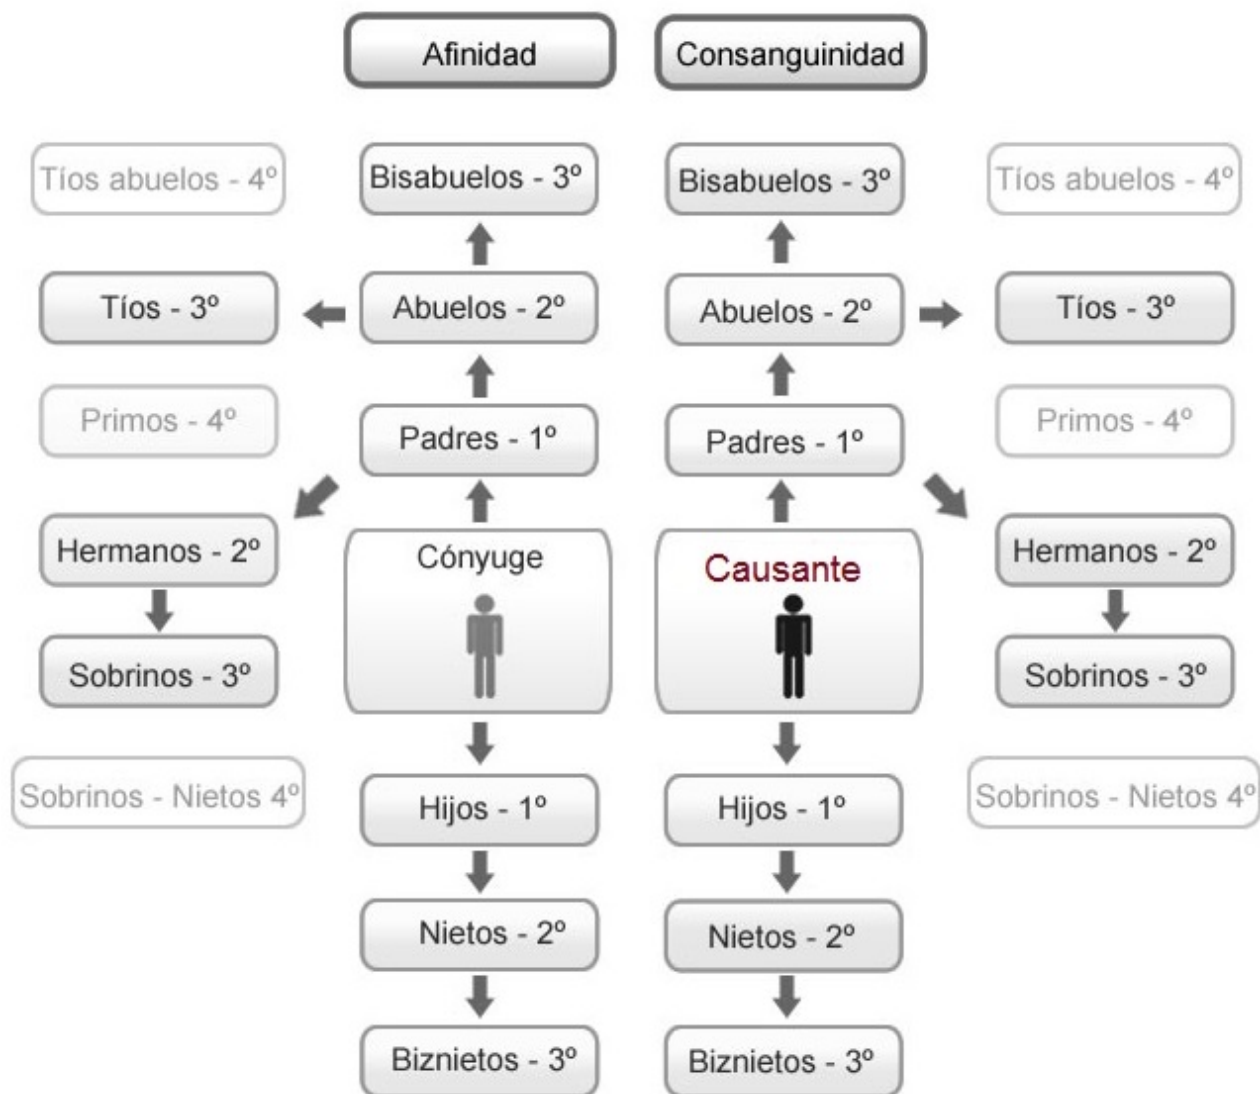 Afinidad
Consanguinidad
Tíos abuelos - 4º
Bisabuelos - 3º
Bisabuelos - 3º
Tíos abuelos - 4º
Tíos - 3º
Abuelos - 2º
Abuelos - 2º
Tíos - 3º
Primos - 4º
Padres - 1º
Padres - 1º
Primos - 4º
Hermanos - 2º
Cónyuge
Causante
Hermanos - 2º
Sobrinos - 3º
Sobrinos - 3º
Sobrinos - Nietos 4º
Hijos - 1º
Hijos - 1º
Sobrinos - Nietos 4º
Nietos - 2º
Nietos - 2º
Biznietos - 3º
Biznietos - 3º